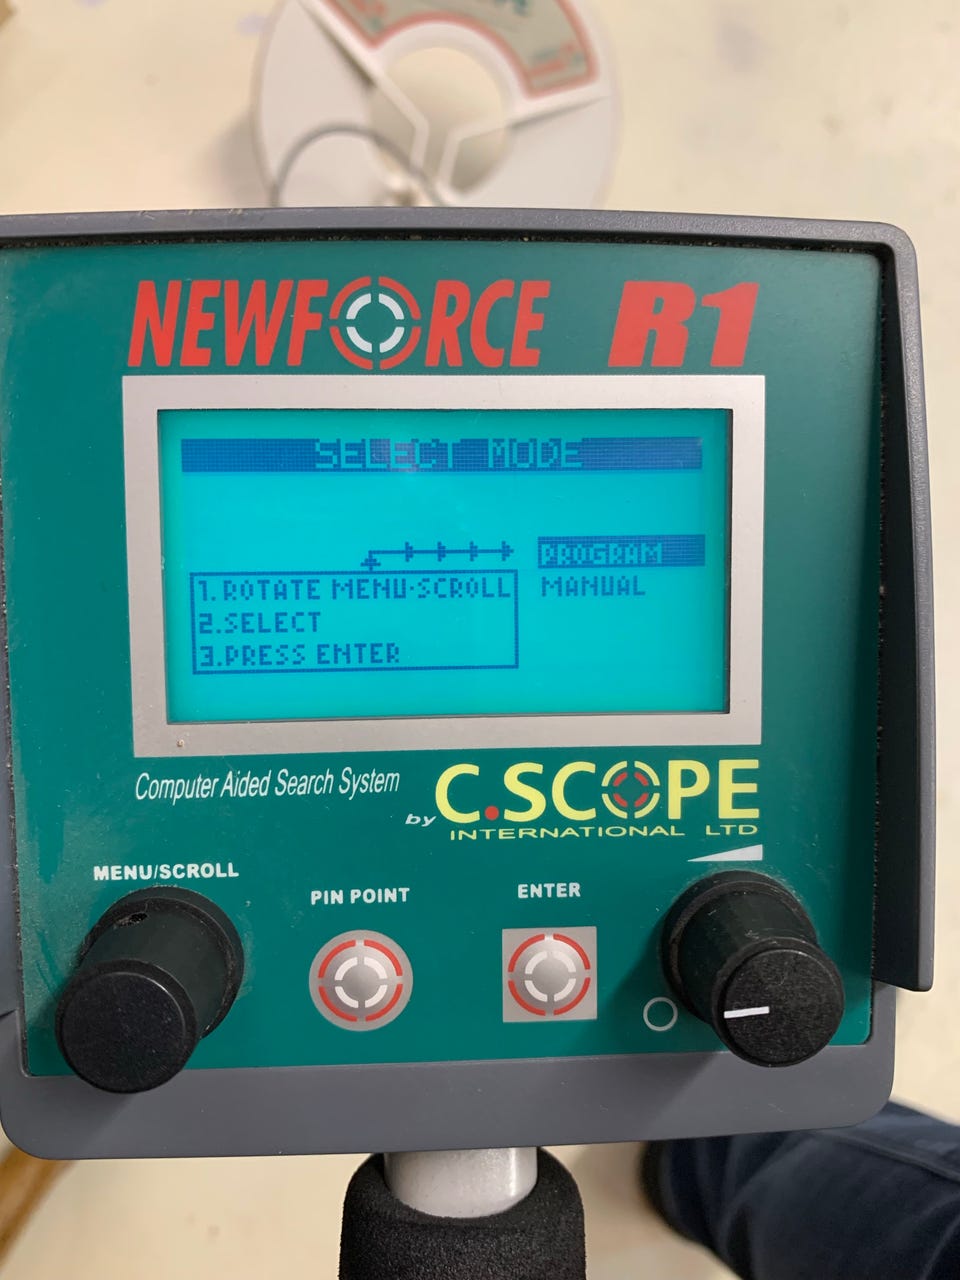 NEWFORCE R1
SELECT MODE
PROGRAM
1.ROTATE MENU-SCROLL
MANUAL
2.SELECT
3.PRESS ENTER
Computer Aided Search System
by C.SCOPE
INTERNATIONAL LTD
MENU/SCROLL
PIN POINT
ENTER